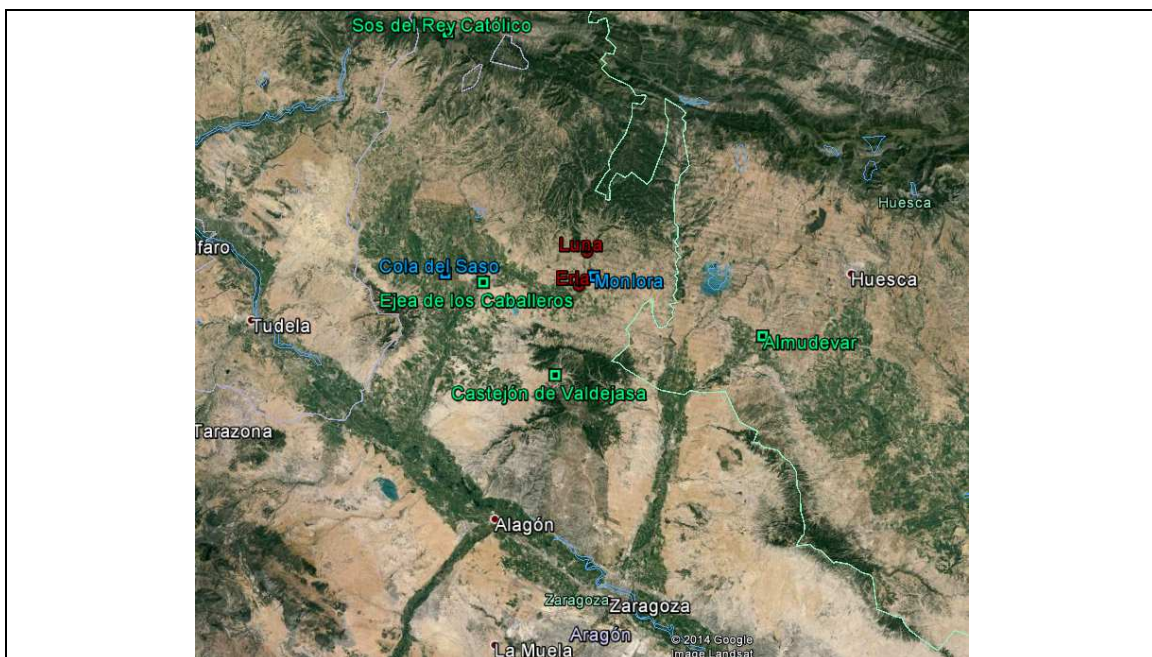 Sos del Rey Católico
Huesca
Luna
faro
Cola del Saso
Erla
Monlora
Huesca
Ejea de los Caballeros
Tudela
Almudevar
Castejón de Valdejasa
Tarazona
Alagón
Zaragoza
Zaragoza
Aragón
© 2014 Google
La Muela
Image Landsat